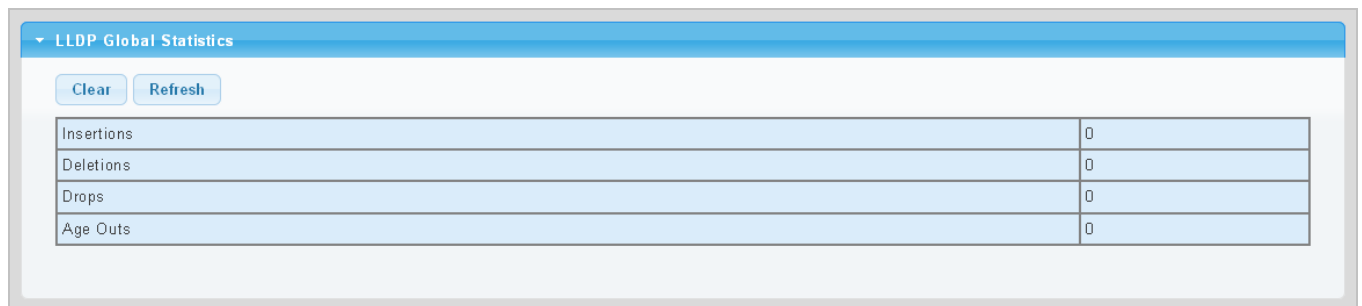 LLDP Global Statistics
Clear Refresh
Insertions 0
Deletions 0
Drops 0
Age Outs 0